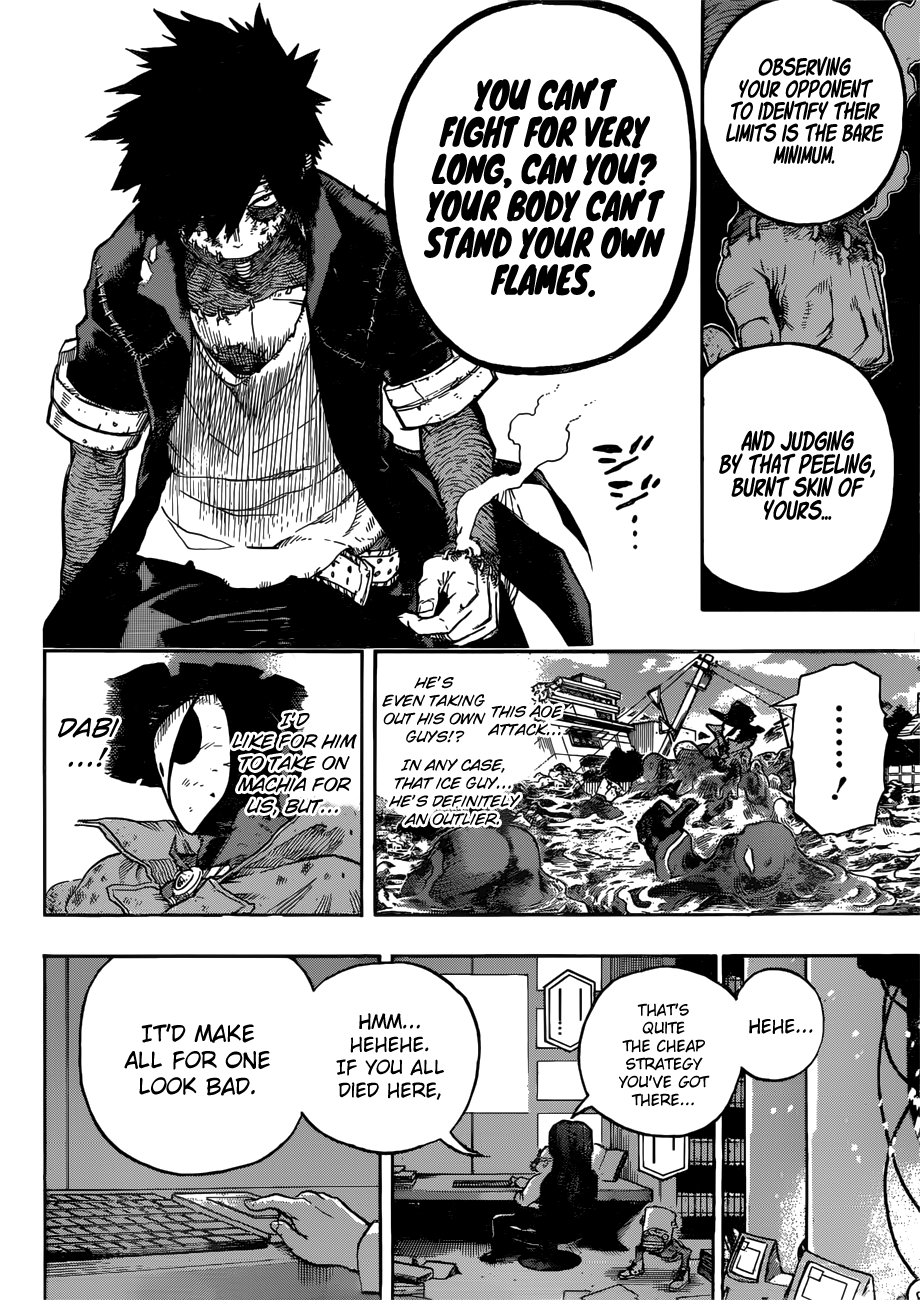 OBSERVING
YOUR OPPONENT
TO IDENTIFY THEIR
LIMITS IS THE BARE
MINIMUM.
AND JUDGING
BY THAT PEELING,
BURNT SKIN OF
YOURS...
YOU CAN'T
FIGHT FOR VERY
LONG, CAN YOU?
YOUR BODY CAN'T
STAND YOUR OWN
FLAMES.
......!
THIS AOE
ATTACK...
HE'S
EVEN TAKING
OUT HIS OWN
GUYS!?
IN ANY CASE,
THAT ICE GUY...
HE'S DEFINITELY
AN OUTLIER.
I'D
LIKE FOR HIM
TO TAKE ON
MACHIA FOR
US, BUT...
DABI
....!
HEHE...
THAT'S
QUITE
THE CHEAP
STRATEGY
YOU'VE GOT
THERE...
HMM...
HEHEHE.
IF YOU ALL
DIED HERE,
IT'D MAKE
ALL FOR ONE
LOOK BAD.